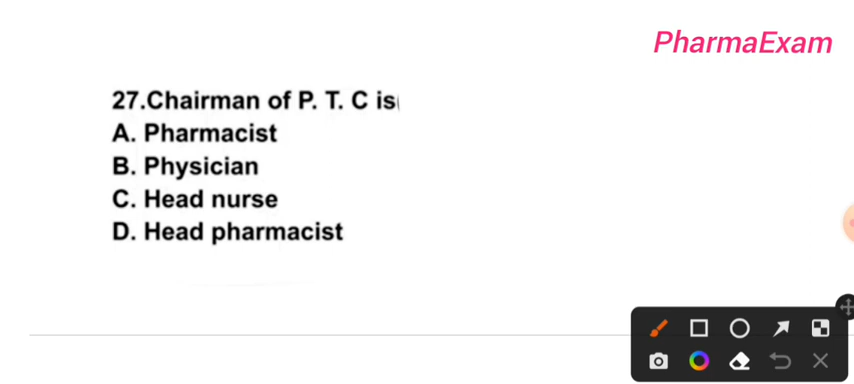 PharmaExam
27.Chairman of P. T. C is
A. Pharmacist
B. Physician
C. Head nurse
D. Head pharmacist